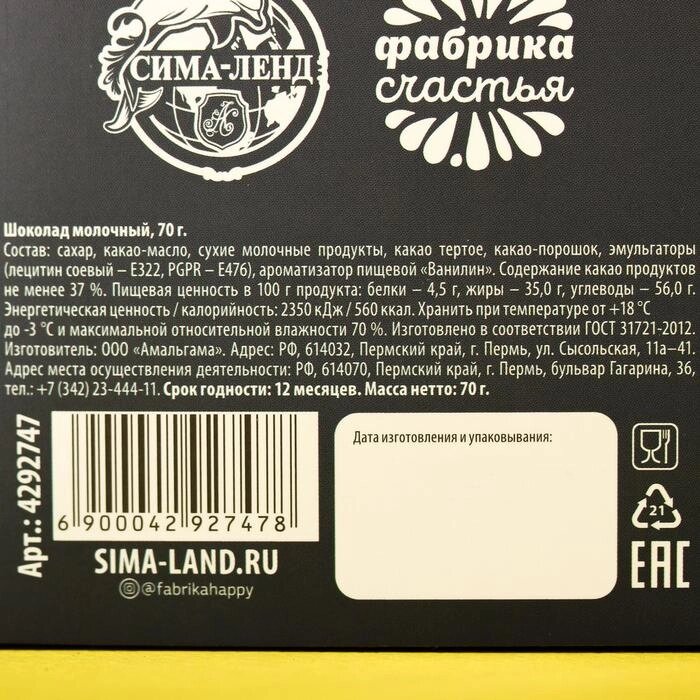 СИМА-ЛЕНД
фабрика
счастья
Шоколад молочный, 70 г.
Состав: сахар, какао-масло, сухие молочные продукты, какао тертое, какао-порошок, эмульгаторы
(лецитин соевый – Е322, PGPR – Е476), ароматизатор пищевой «Ванилин». Содержание какао продуктов
не менее 37 %. Пищевая ценность в 100 г продукта: белки – 4,5 г, жиры – 35,0 г, углеводы – 56,0 г.
Энергетическая ценность / калорийность: 2350 кДж / 560 ккал. Хранить при температуре от +18 °С
до -3 °С и максимальной относительной влажности 70 %. Изготовлено в соответствии ГОСТ 31721-2012.
Изготовитель: ООО «Амальгама». Адрес: РФ, 614032, Пермский край, г. Пермь, ул. Сысольская, 11а–41.
Адрес места осуществления деятельности: РФ, 614070, Пермский край, г. Пермь, бульвар Гагарина, 36,
тел.: +7 (342) 23-444-11. Срок годности: 12 месяцев. Масса нетто: 70 г.
Арт.: 4292747
6 900042 927478
SIMA-LAND.RU
@fabrikahappy
Дата изготовления и упаковывания:
21
EAC